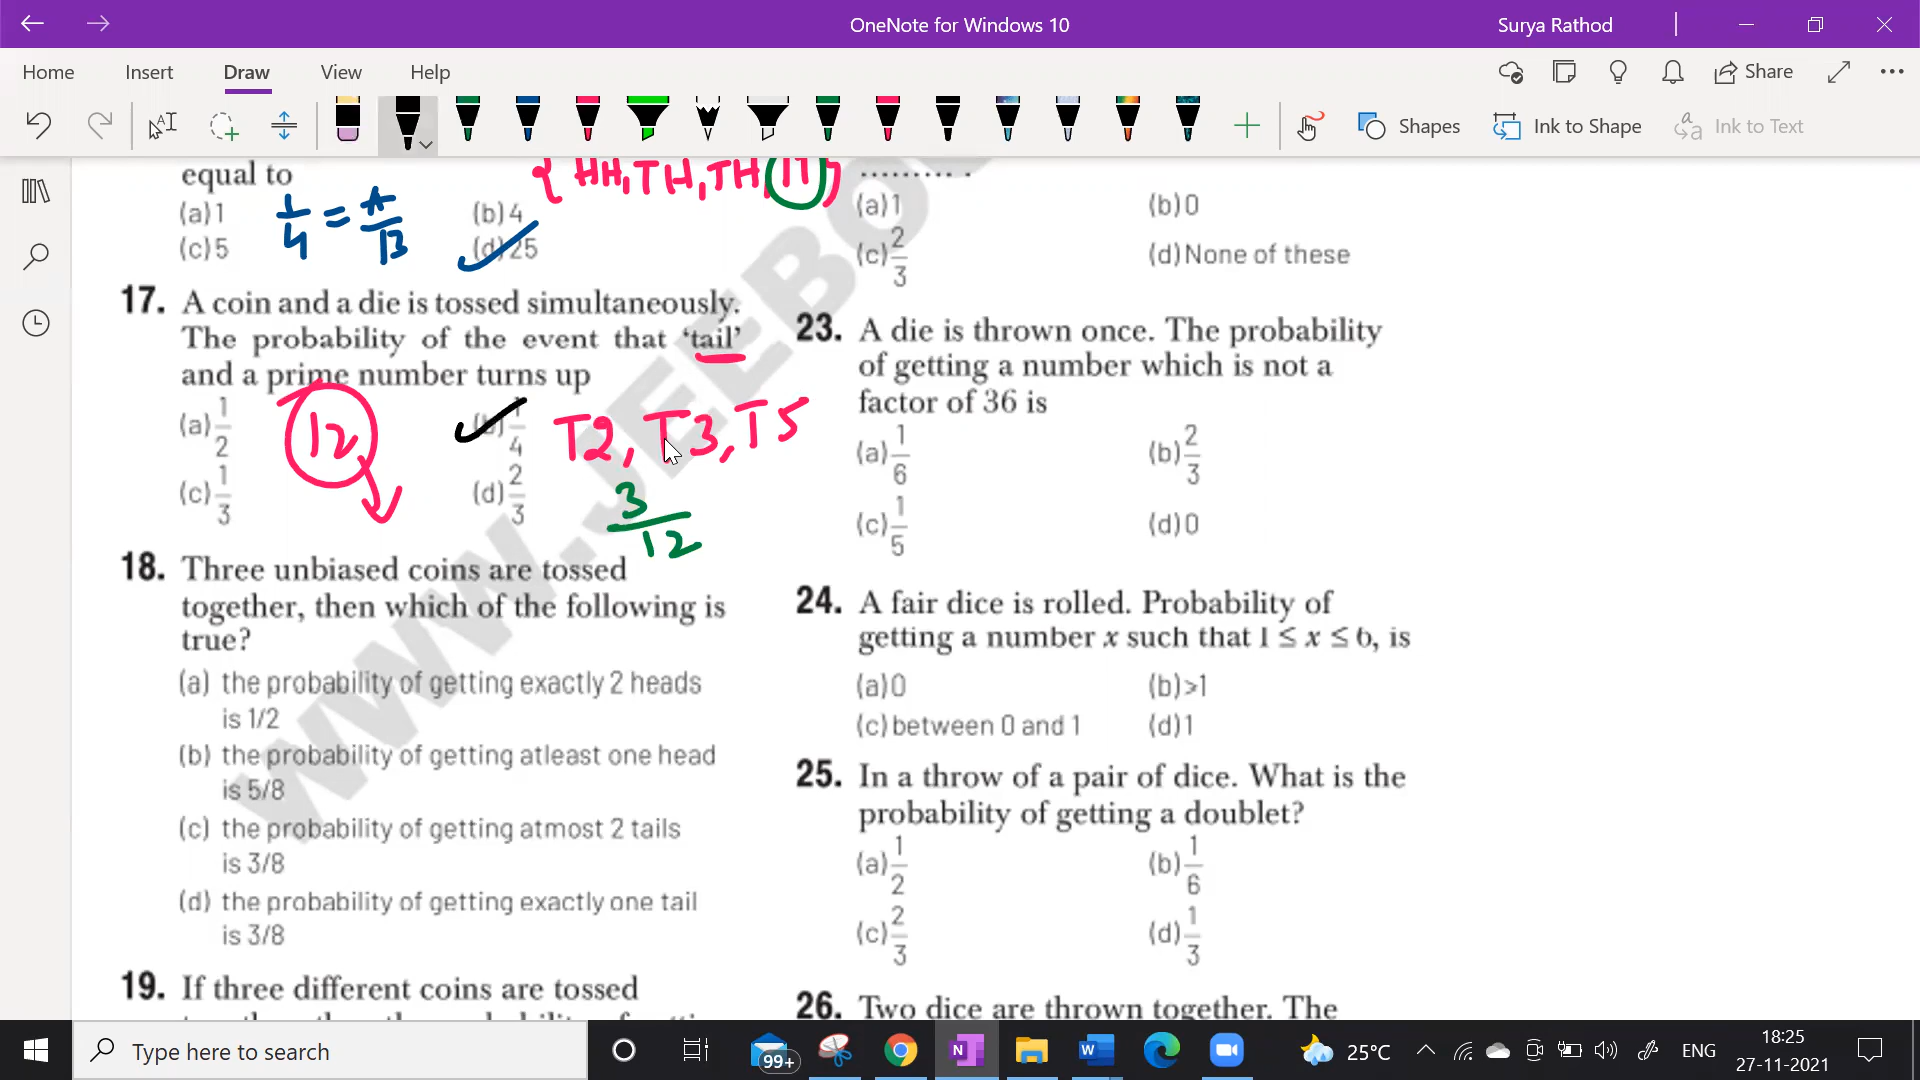 OneNote for Windows 10
Surya Rathod
Home Insert Draw View Help
Share
Shapes Ink to Shape Ink to Text
equal to
(a) 1 (b) 4
(c) 5 (d) 25
{ HH, TH, TH, TT }
1/4 = x/13
17. A coin and a die is tossed simultaneously.
The probability of the event that ‘tail’
and a prime number turns up
(a) 1/2 (b) 1/4
(c) 1/3 (d) 2/3
12
T2, T3, T5
3/12
18. Three unbiased coins are tossed
together, then which of the following is
true?
(a) the probability of getting exactly 2 heads
is 1/2
(b) the probability of getting atleast one head
is 5/8
(c) the probability of getting atmost 2 tails
is 3/8
(d) the probability of getting exactly one tail
is 3/8
19. If three different coins are tossed
..........
(a) 1 (b) 0
(c) 2/3 (d) None of these
23. A die is thrown once. The probability
of getting a number which is not a
factor of 36 is
(a) 1/6 (b) 2/3
(c) 1/5 (d) 0
24. A fair dice is rolled. Probability of
getting a number x such that 1 ≤ x ≤ 6, is
(a) 0 (b) >1
(c) between 0 and 1 (d) 1
25. In a throw of a pair of dice. What is the
probability of getting a doublet?
(a) 1/2 (b) 1/6
(c) 2/3 (d) 1/3
26. Two dice are thrown together. The
WWW.JEEBO
Type here to search
99+
25°C
ENG
18:25
27-11-2021